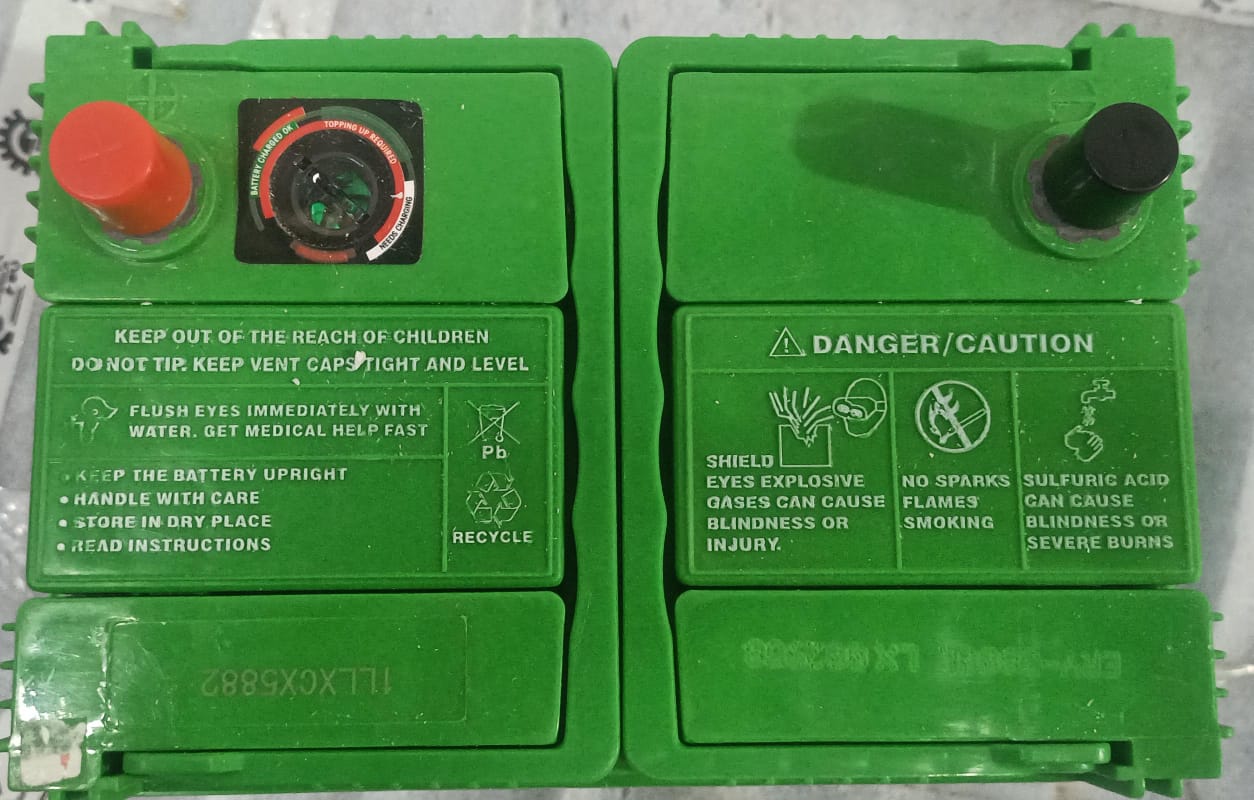 BATTERY CHARGED OK
TOPPING UP REQUIRED
NEEDS CHARGING
KEEP OUT OF THE REACH OF CHILDREN
DO NOT TIP. KEEP VENT CAPS TIGHT AND LEVEL
FLUSH EYES IMMEDIATELY WITH
WATER. GET MEDICAL HELP FAST
• KEEP THE BATTERY UPRIGHT
• HANDLE WITH CARE
• STORE IN DRY PLACE
• READ INSTRUCTIONS
Pb
RECYCLE
DANGER/CAUTION
SHIELD
EYES EXPLOSIVE
GASES CAN CAUSE
BLINDNESS OR
INJURY.
NO SPARKS
FLAMES
SMOKING
SULFURIC ACID
CAN CAUSE
BLINDNESS OR
SEVERE BURNS
1LLXCX5882